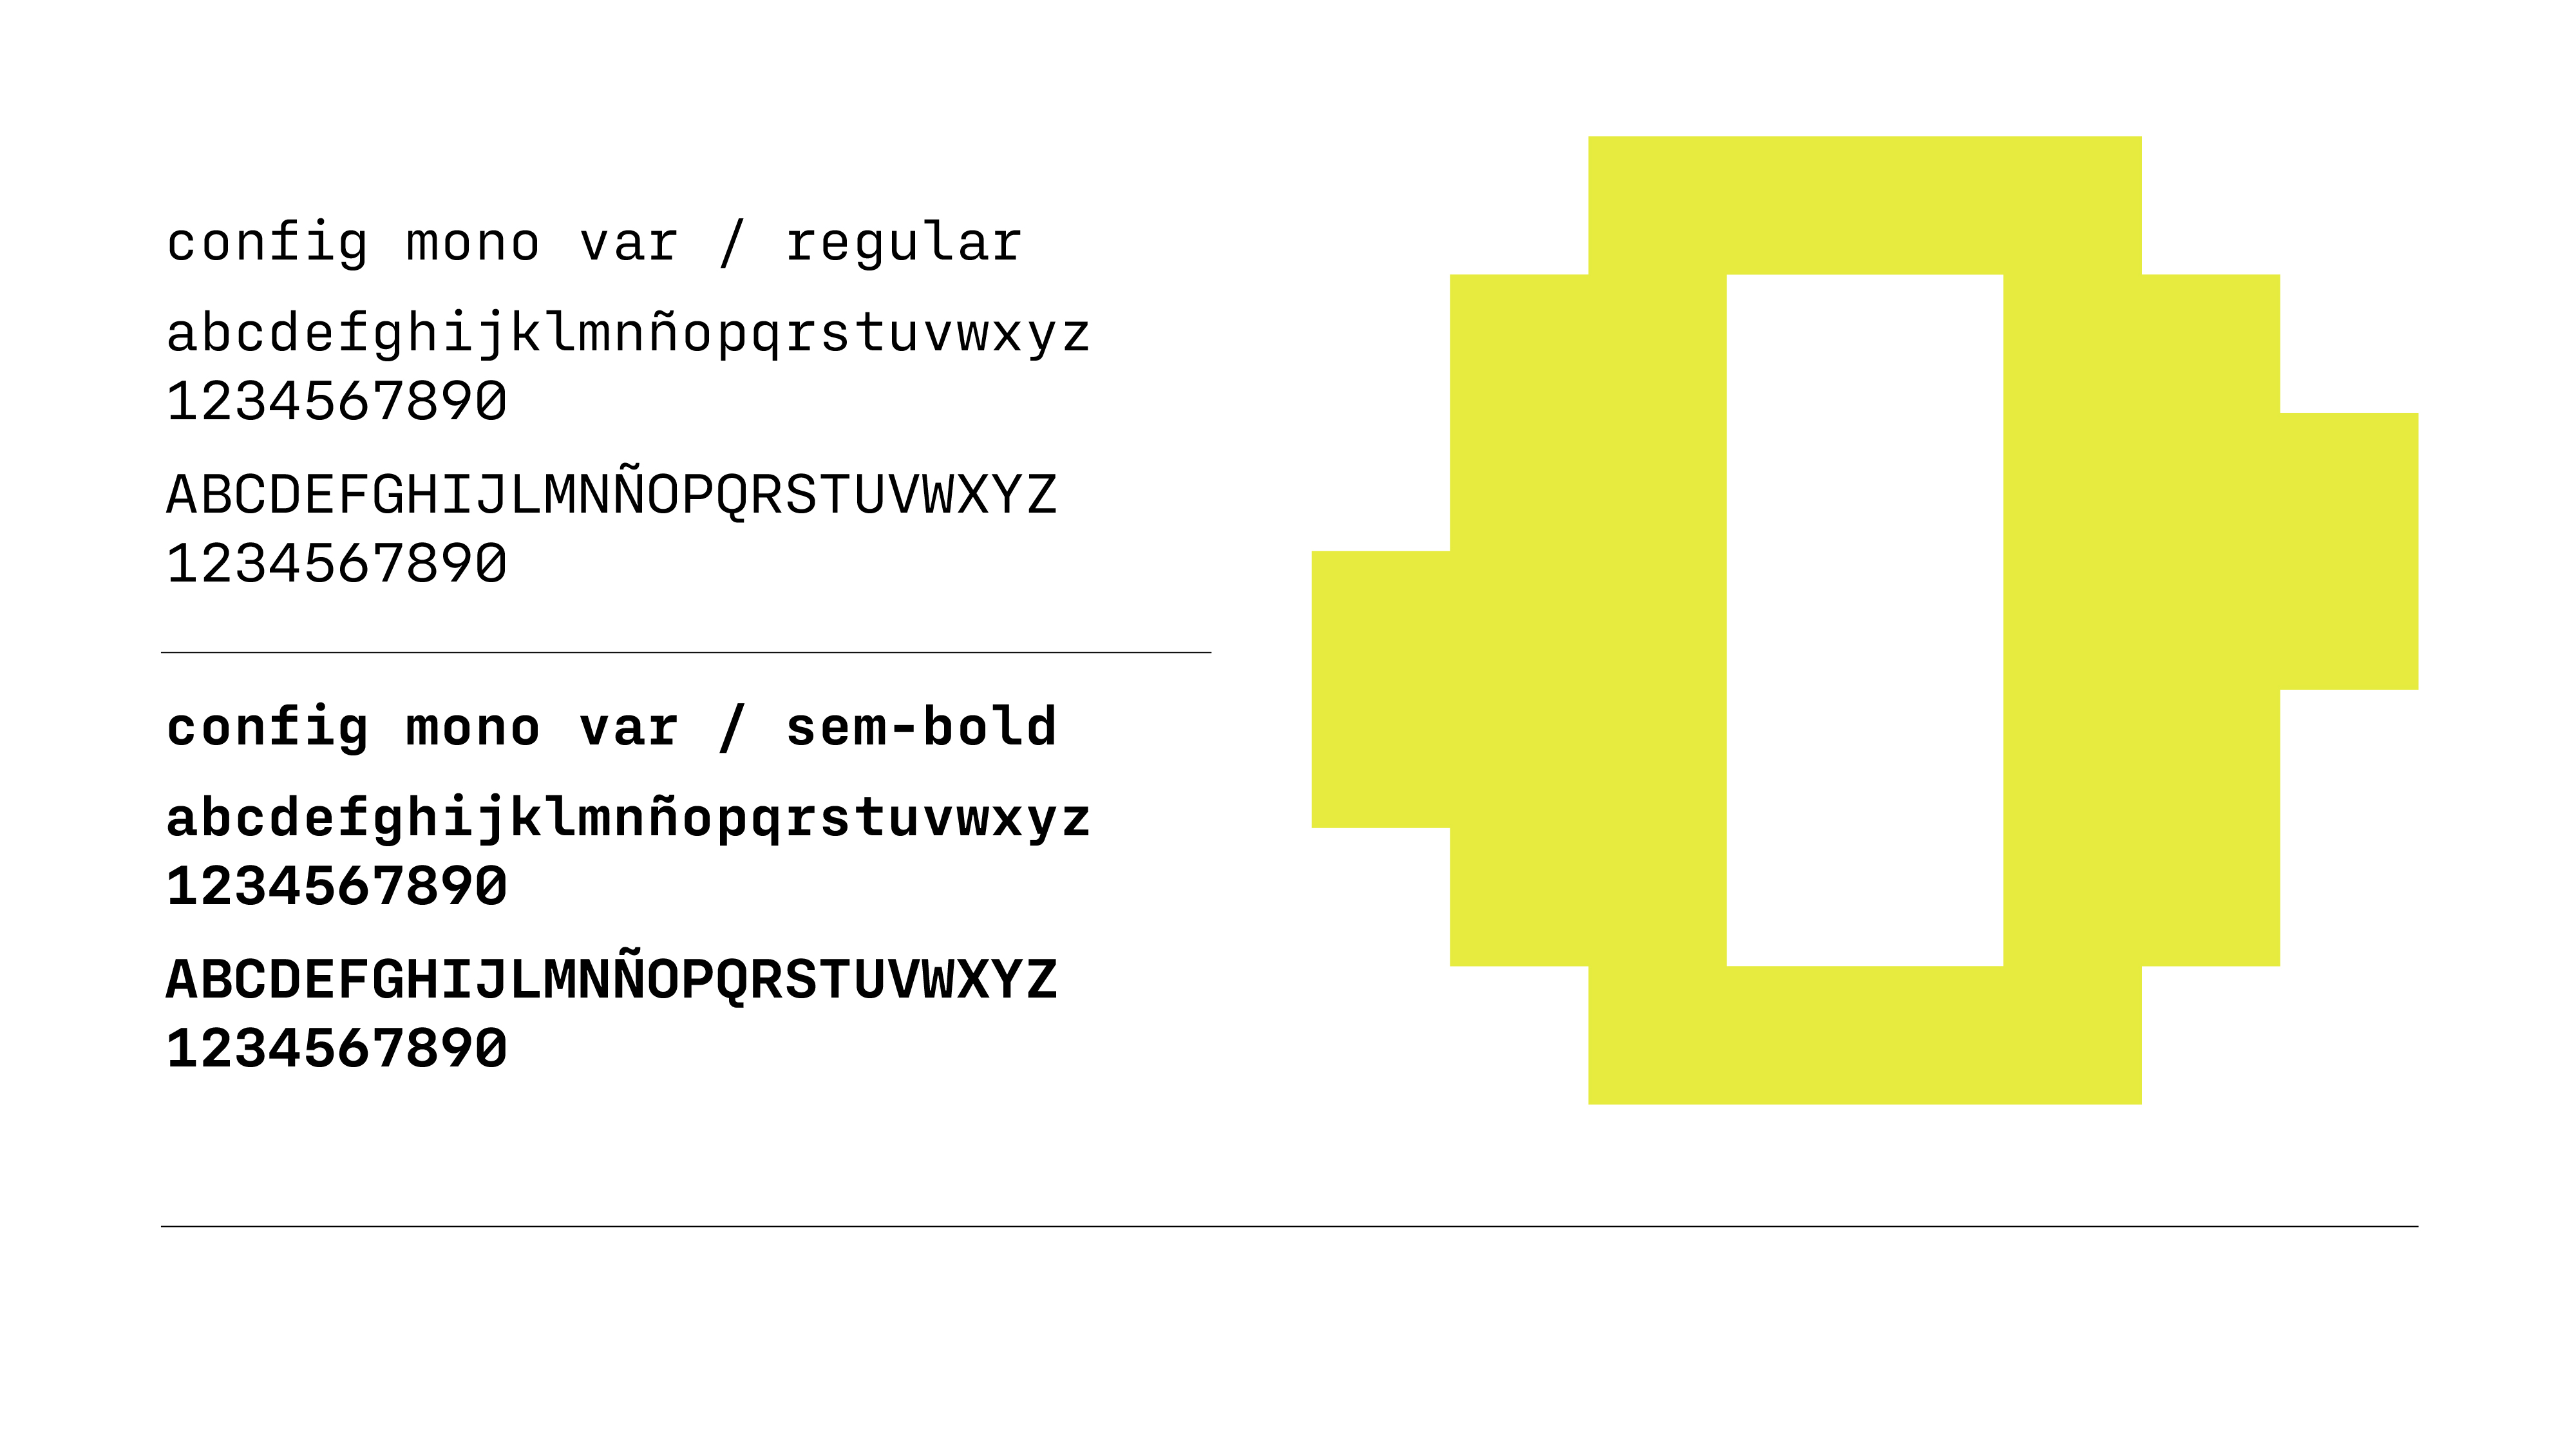 config mono var / regular
abcdefghijklmnñopqrstuvwxyz
1234567890
ABCDEFGHIJLMNÑOPQRSTUVWXYZ
1234567890
config mono var / sem-bold
abcdefghijklmnñopqrstuvwxyz
1234567890
ABCDEFGHIJLMNÑOPQRSTUVWXYZ
1234567890